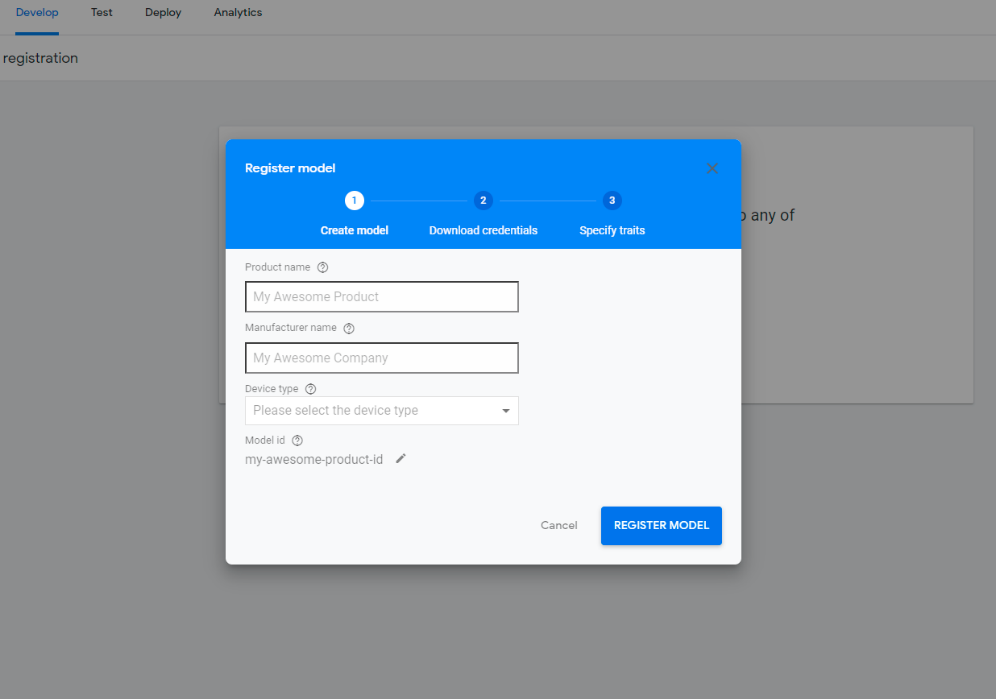 Develop Test Deploy Analytics
registration
any of
Register model
1 2 3
Create model Download credentials Specify traits
Product name
My Awesome Product
Manufacturer name
My Awesome Company
Device type
Please select the device type
Model id
my-awesome-product-id
Cancel REGISTER MODEL